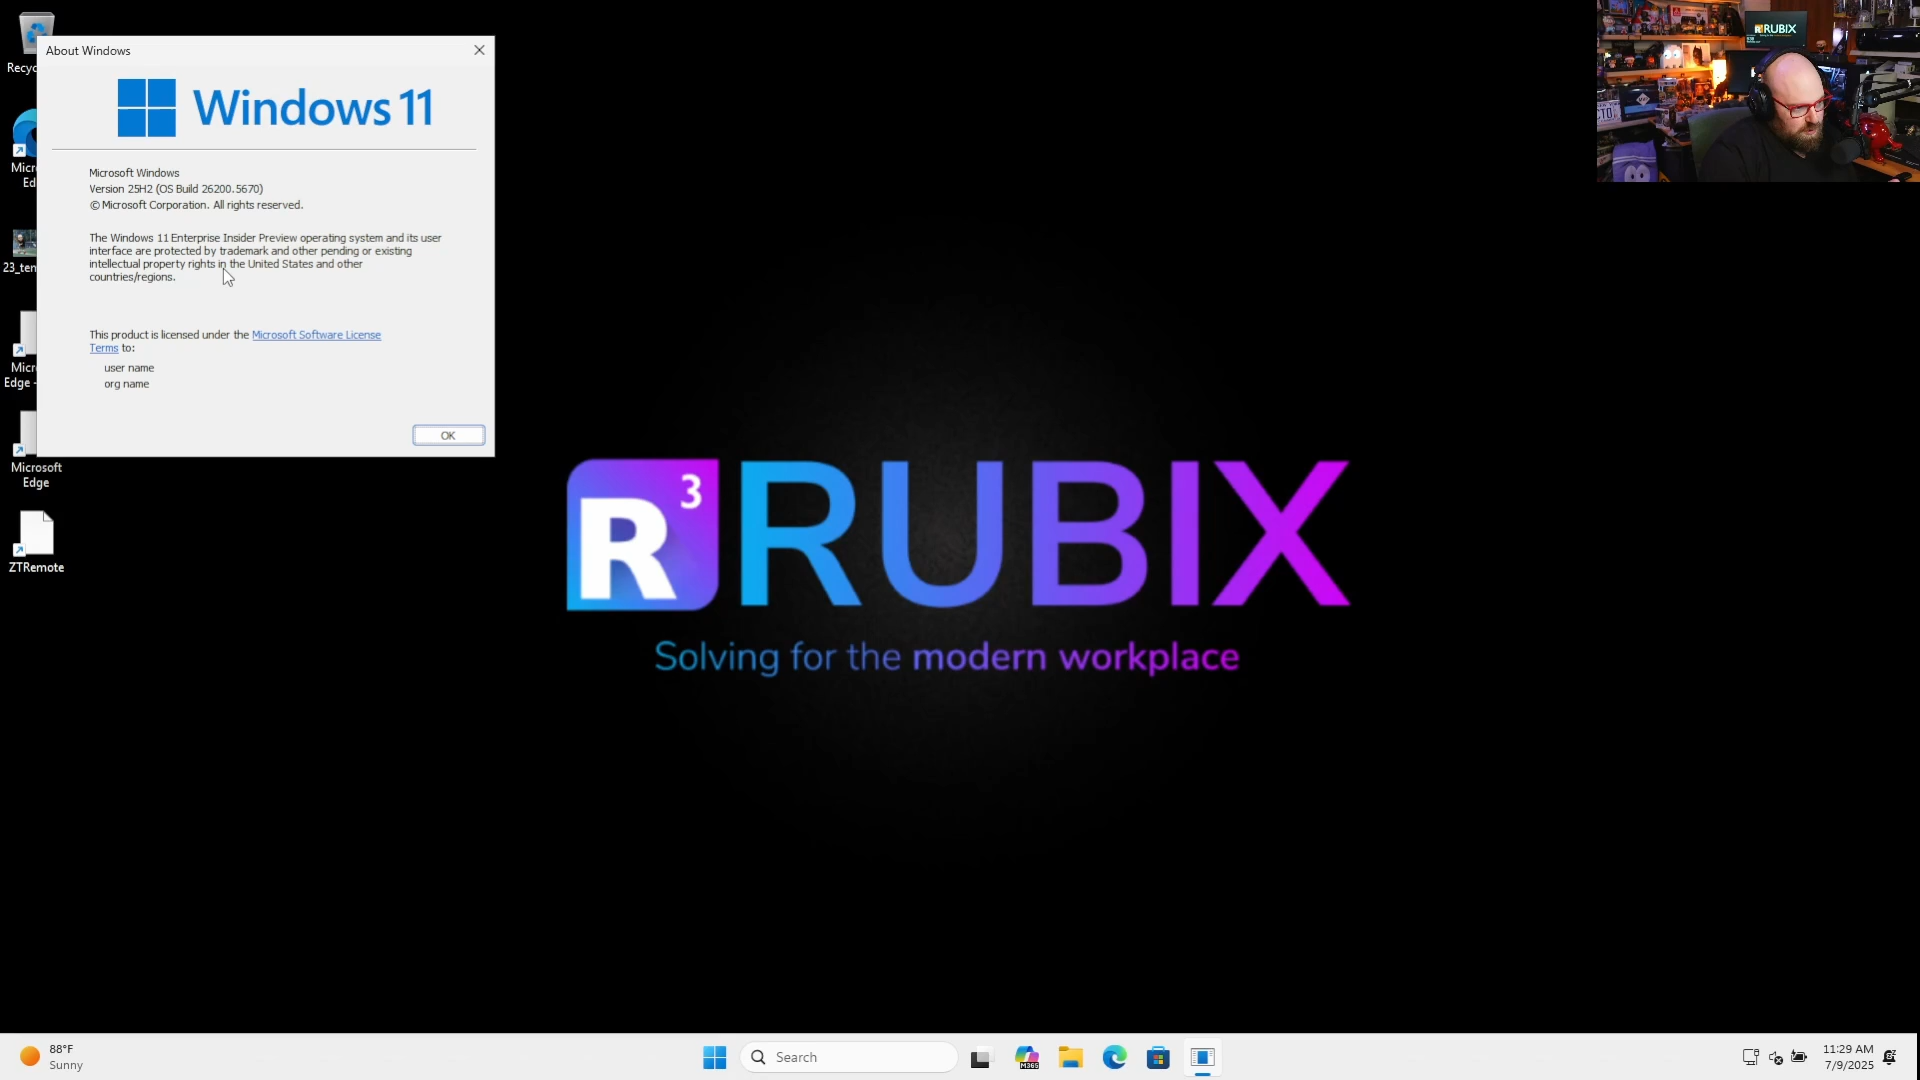 Recyc
About Windows
Windows 11
Microsoft Windows
Version 25H2 (OS Build 26200.5670)
© Microsoft Corporation. All rights reserved.
The Windows 11 Enterprise Insider Preview operating system and its user
interface are protected by trademark and other pending or existing
intellectual property rights in the United States and other
countries/regions.
This product is licensed under the Microsoft Software License
Terms to:
user name
org name
OK
Micr
Ed
23_ten
Micr
Edge -
Microsoft
Edge
ZTRemote
RUBIX
R3 RUBIX
Solving for the modern workplace
88°F
Sunny
Search
M365
11:29 AM
7/9/2025